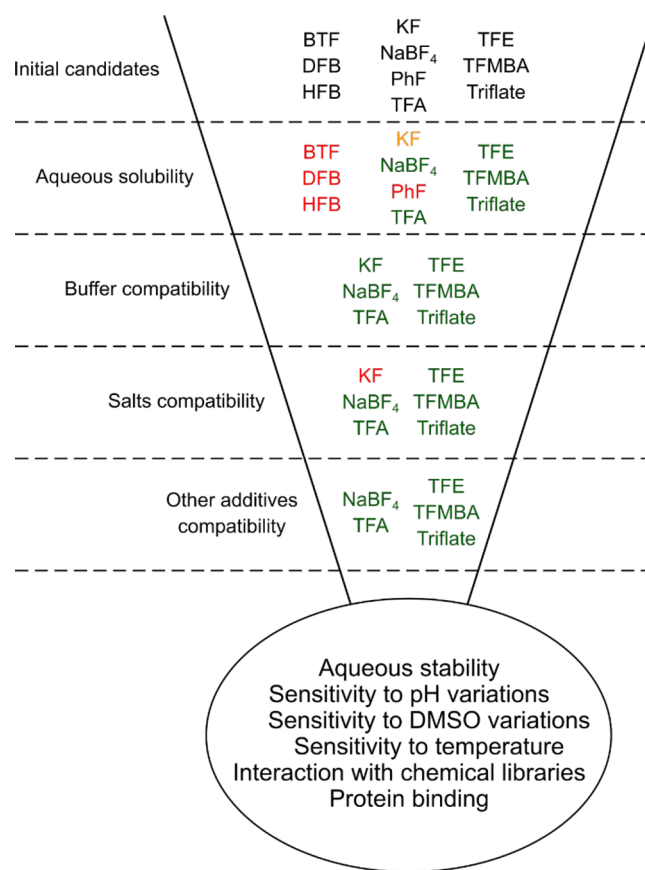 Initial candidates
BTF
DFB
HFB
KF
NaBF₄
PhF
TFA
TFE
TFMBA
Triflate
Aqueous solubility
BTF
DFB
HFB
KF
NaBF₄
PhF
TFA
TFE
TFMBA
Triflate
Buffer compatibility
KF
NaBF₄
TFA
TFE
TFMBA
Triflate
Salts compatibility
KF
NaBF₄
TFA
TFE
TFMBA
Triflate
Other additives
compatibility
NaBF₄
TFA
TFE
TFMBA
Triflate
Aqueous stability
Sensitivity to pH variations
Sensitivity to DMSO variations
Sensitivity to temperature
Interaction with chemical libraries
Protein binding